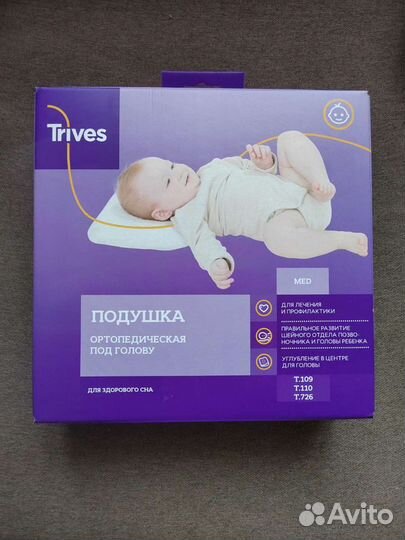 Trives
MED
ПОДУШКА
ОРТОПЕДИЧЕСКАЯ
ПОД ГОЛОВУ
ДЛЯ ЗДОРОВОГО СНА
ДЛЯ ЛЕЧЕНИЯ
И ПРОФИЛАКТИКИ
ПРАВИЛЬНОЕ РАЗВИТИЕ
ШЕЙНОГО ОТДЕЛА ПОЗВО-
НОЧНИКА И ГОЛОВЫ РЕБЕНКА
УГЛУБЛЕНИЕ В ЦЕНТРЕ
ДЛЯ ГОЛОВЫ
Т.109
Т.110
Т.726
Avito